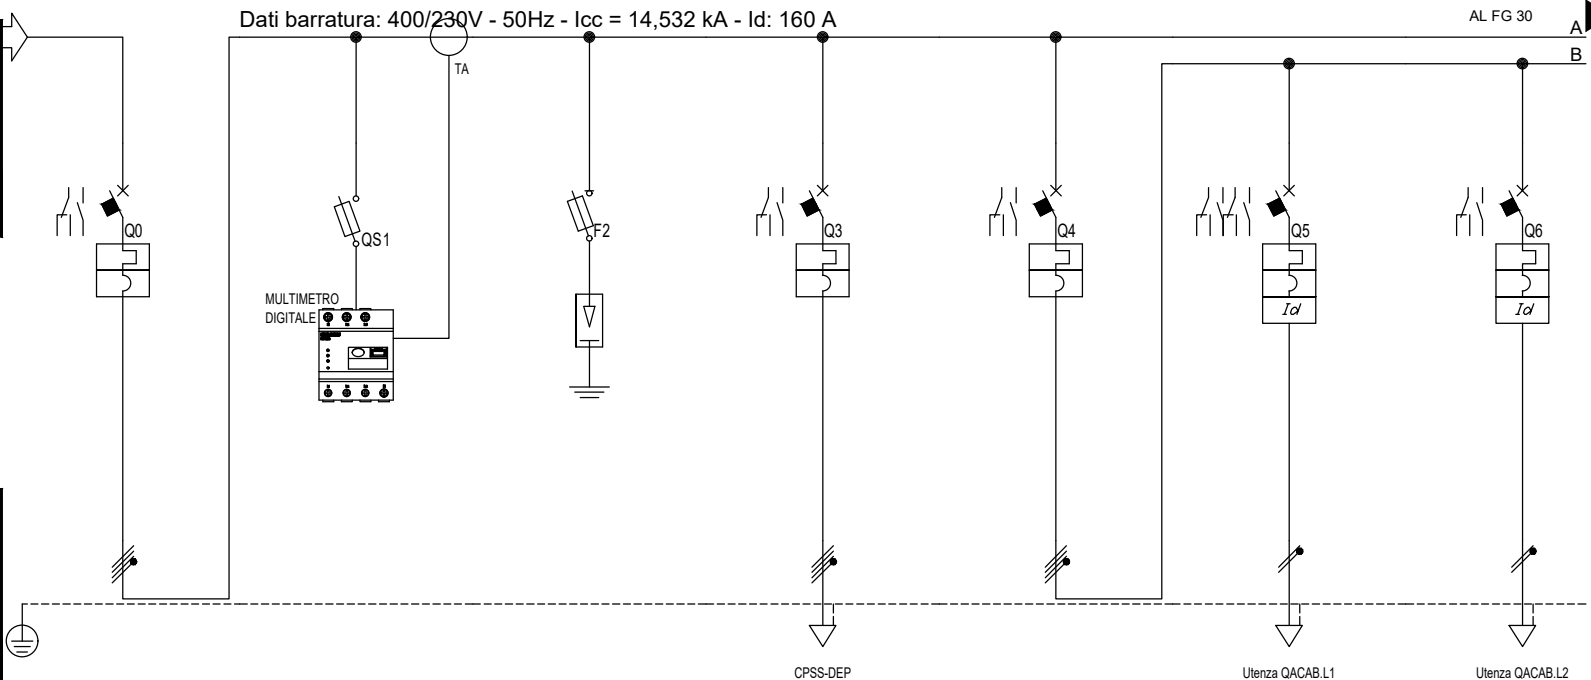 Dati barratura: 400/230V - 50Hz - Icc = 14,532 kA - Id: 160 A
AL FG 30
A
B
TA
Q0
QS1
F2
Q3
Q4
Q5
Q6
MULTIMETRO
DIGITALE
Id
Id
CPSS-DEP
Utenza QACAB.L1
Utenza QACAB.L2